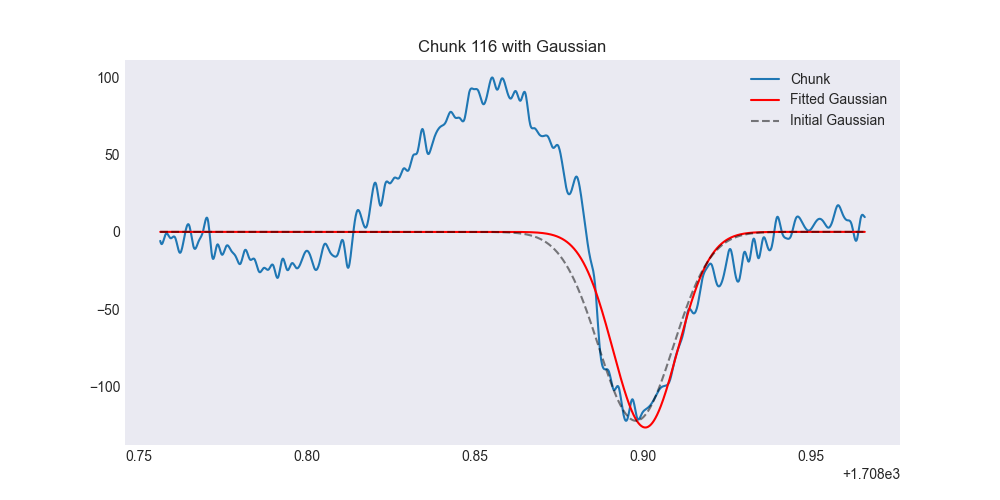 Chunk 116 with Gaussian
Chunk
Fitted Gaussian
Initial Gaussian
100
50
0
−50
−100
0.75 0.80 0.85 0.90 0.95
+1.708e3